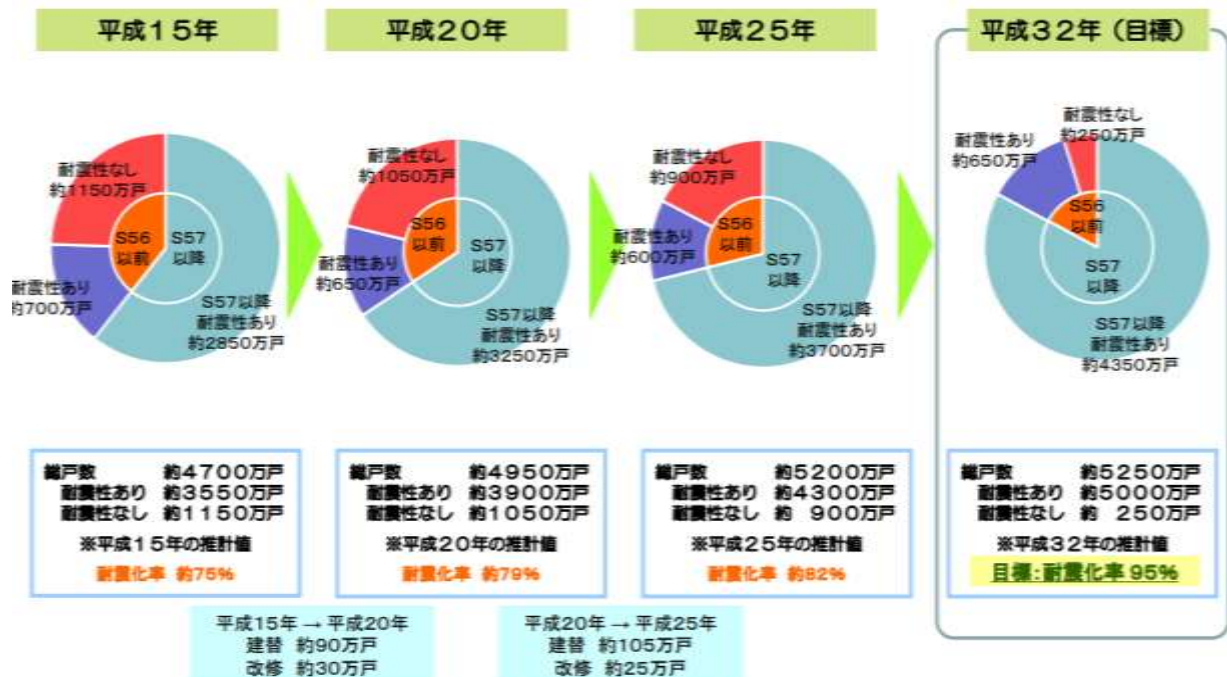 平成15年
平成20年
平成25年
平成32年（目標）
耐震性なし
約1150万戸
S56
以前
S57
以降
耐震性あり
約700万戸
S57以降
耐震性あり
約2850万戸
耐震性なし
約1050万戸
S56
以前
S57
以降
耐震性あり
約650万戸
S57以降
耐震性あり
約3250万戸
耐震性なし
約900万戸
S56
以前
S57
以降
耐震性あり
約600万戸
S57以降
耐震性あり
約3700万戸
耐震性なし
約250万戸
耐震性あり
約650万戸
S56
以前
S57
以降
S57以降
耐震性あり
約4350万戸
総戸数 約4700万戸
耐震性あり 約3550万戸
耐震性なし 約1150万戸
※平成15年の推計値
耐震化率 約75%
総戸数 約4950万戸
耐震性あり 約3900万戸
耐震性なし 約1050万戸
※平成20年の推計値
耐震化率 約79%
総戸数 約5200万戸
耐震性あり 約4300万戸
耐震性なし 約 900万戸
※平成25年の推計値
耐震化率 約82%
総戸数 約5250万戸
耐震性あり 約5000万戸
耐震性なし 約 250万戸
※平成32年の推計値
目標:耐震化率 95%
平成15年 → 平成20年
建替 約90万戸
改修 約30万戸
平成20年 → 平成25年
建替 約105万戸
改修 約25万戸